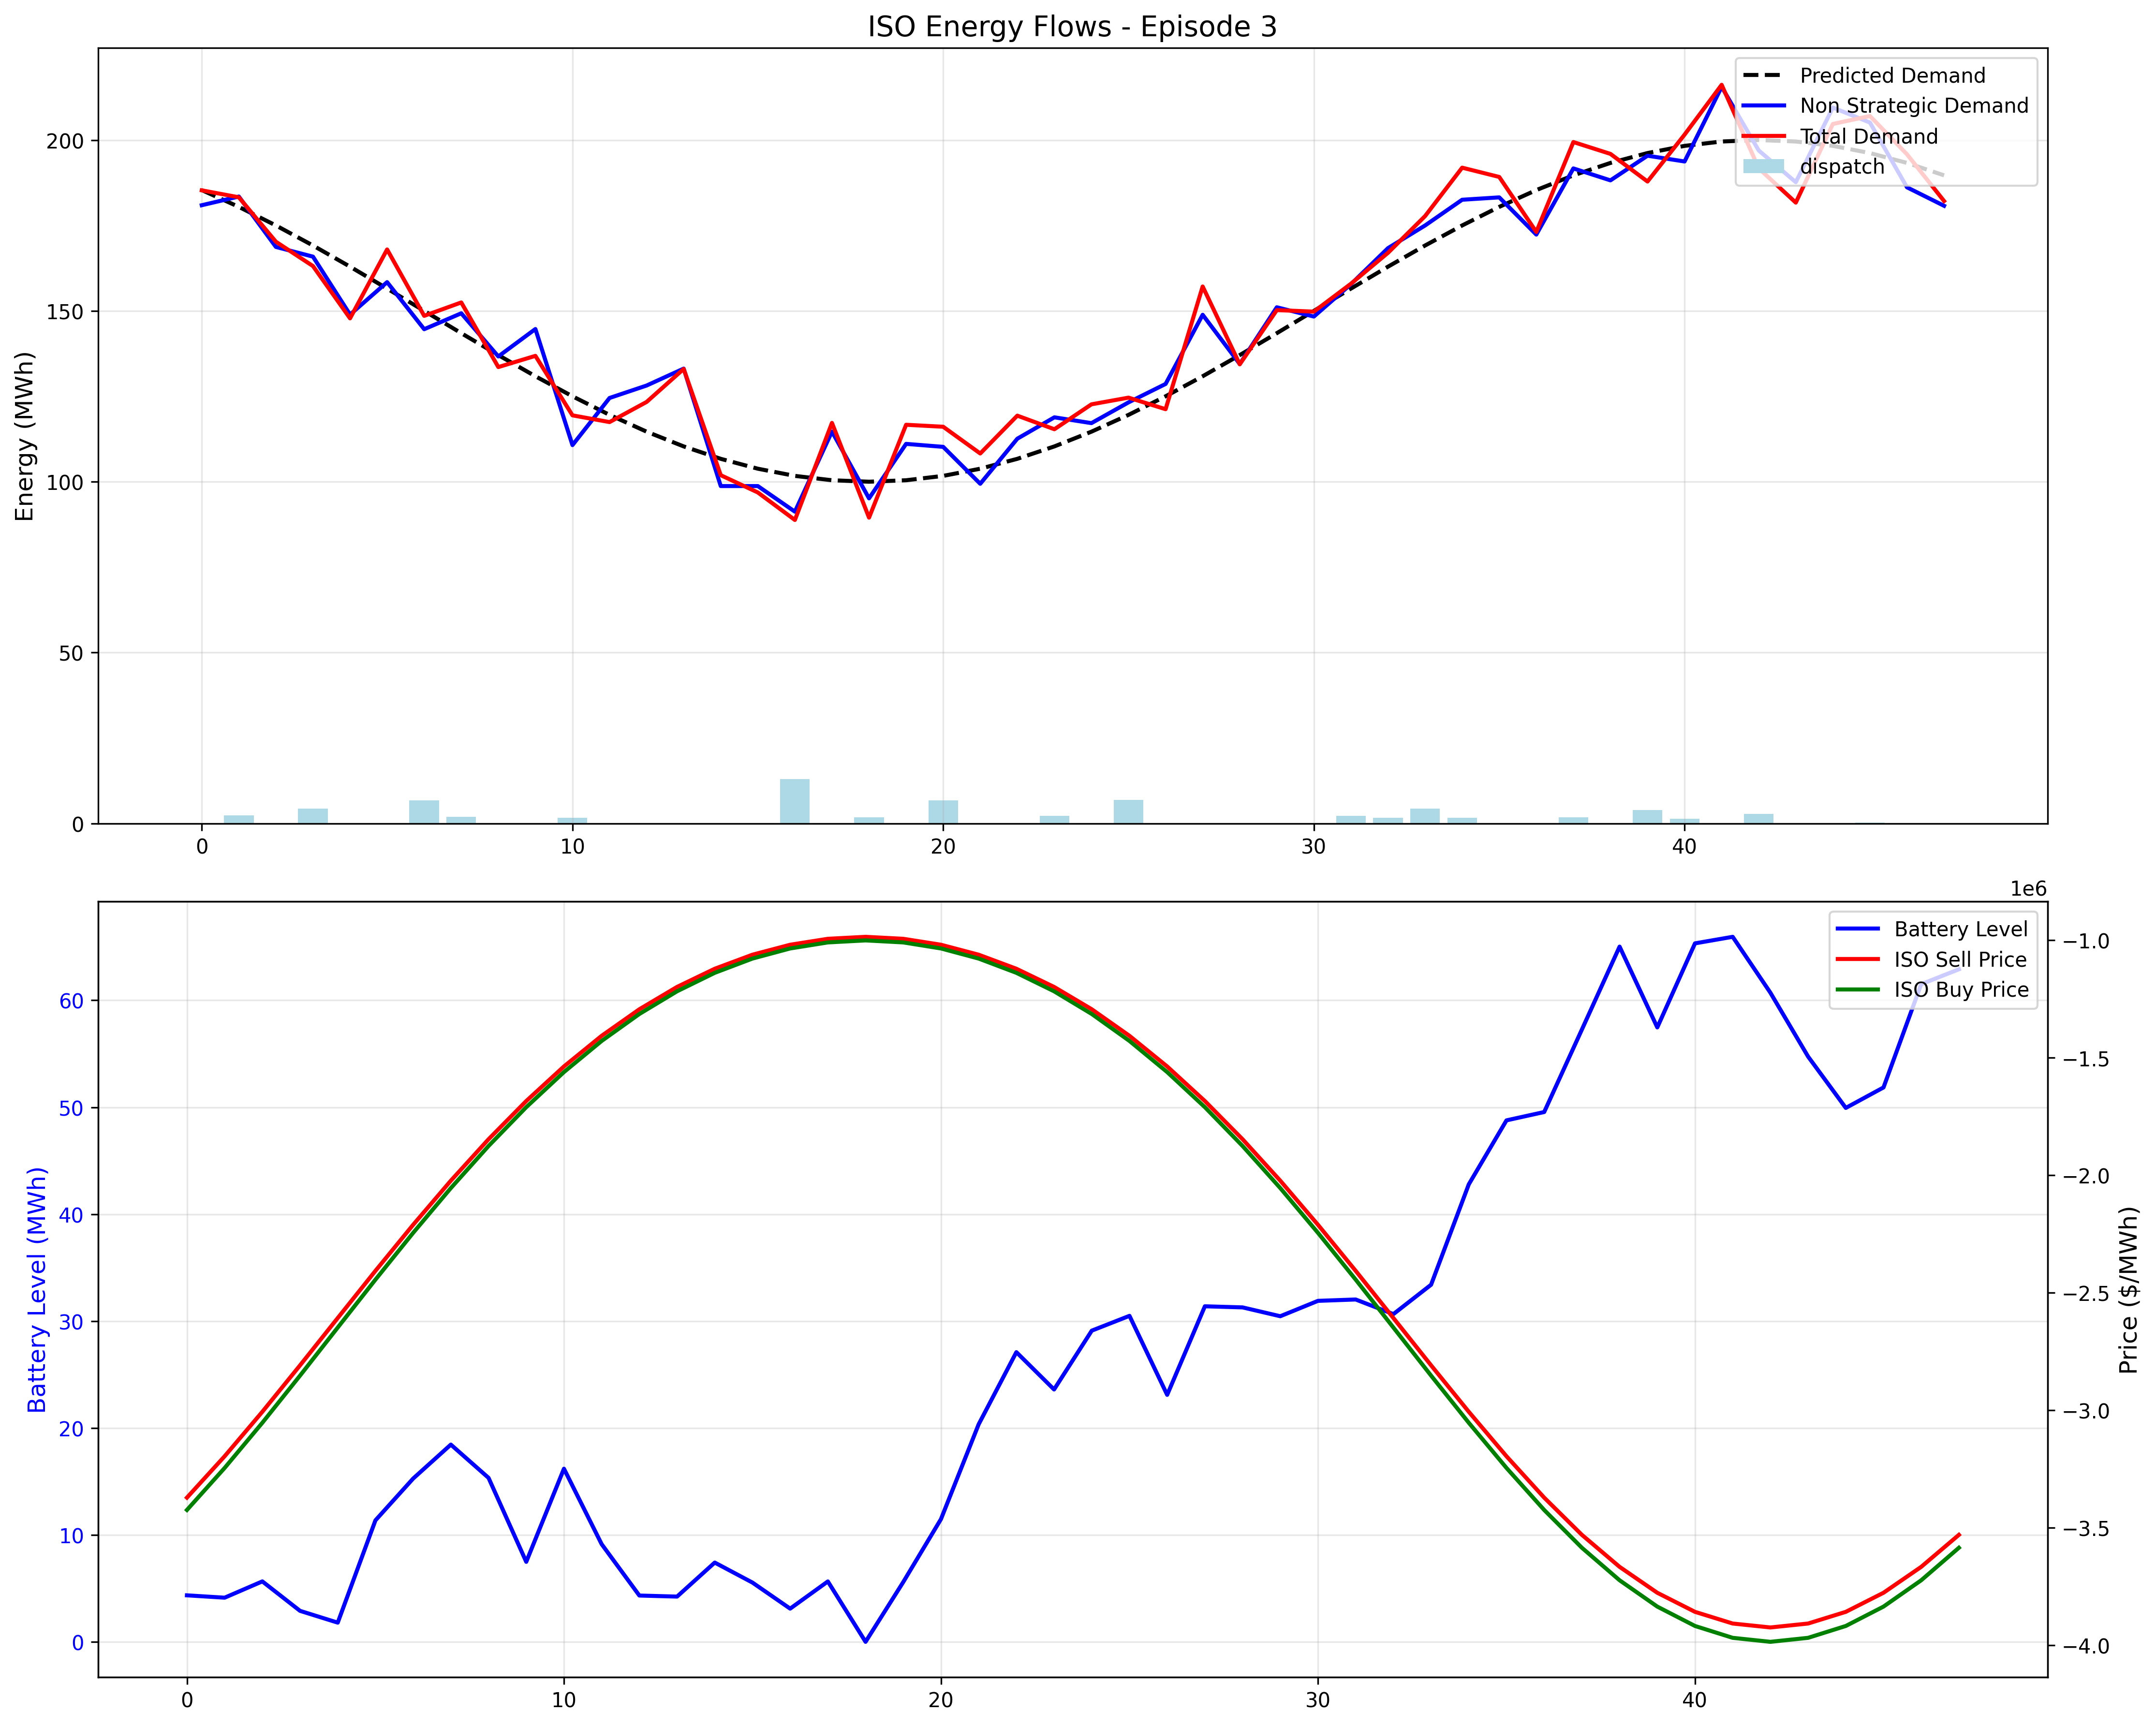 ISO Energy Flows - Episode 3
Energy (MWh)
200
150
100
50
0
Predicted Demand
Non Strategic Demand
Total Demand
dispatch
0 10 20 30 40
1e6
Battery Level (MWh)
60
50
40
30
20
10
0
Battery Level
ISO Sell Price
ISO Buy Price
−1.0
−1.5
−2.0
−2.5
−3.0
−3.5
−4.0
Price ($/MWh)
0 10 20 30 40